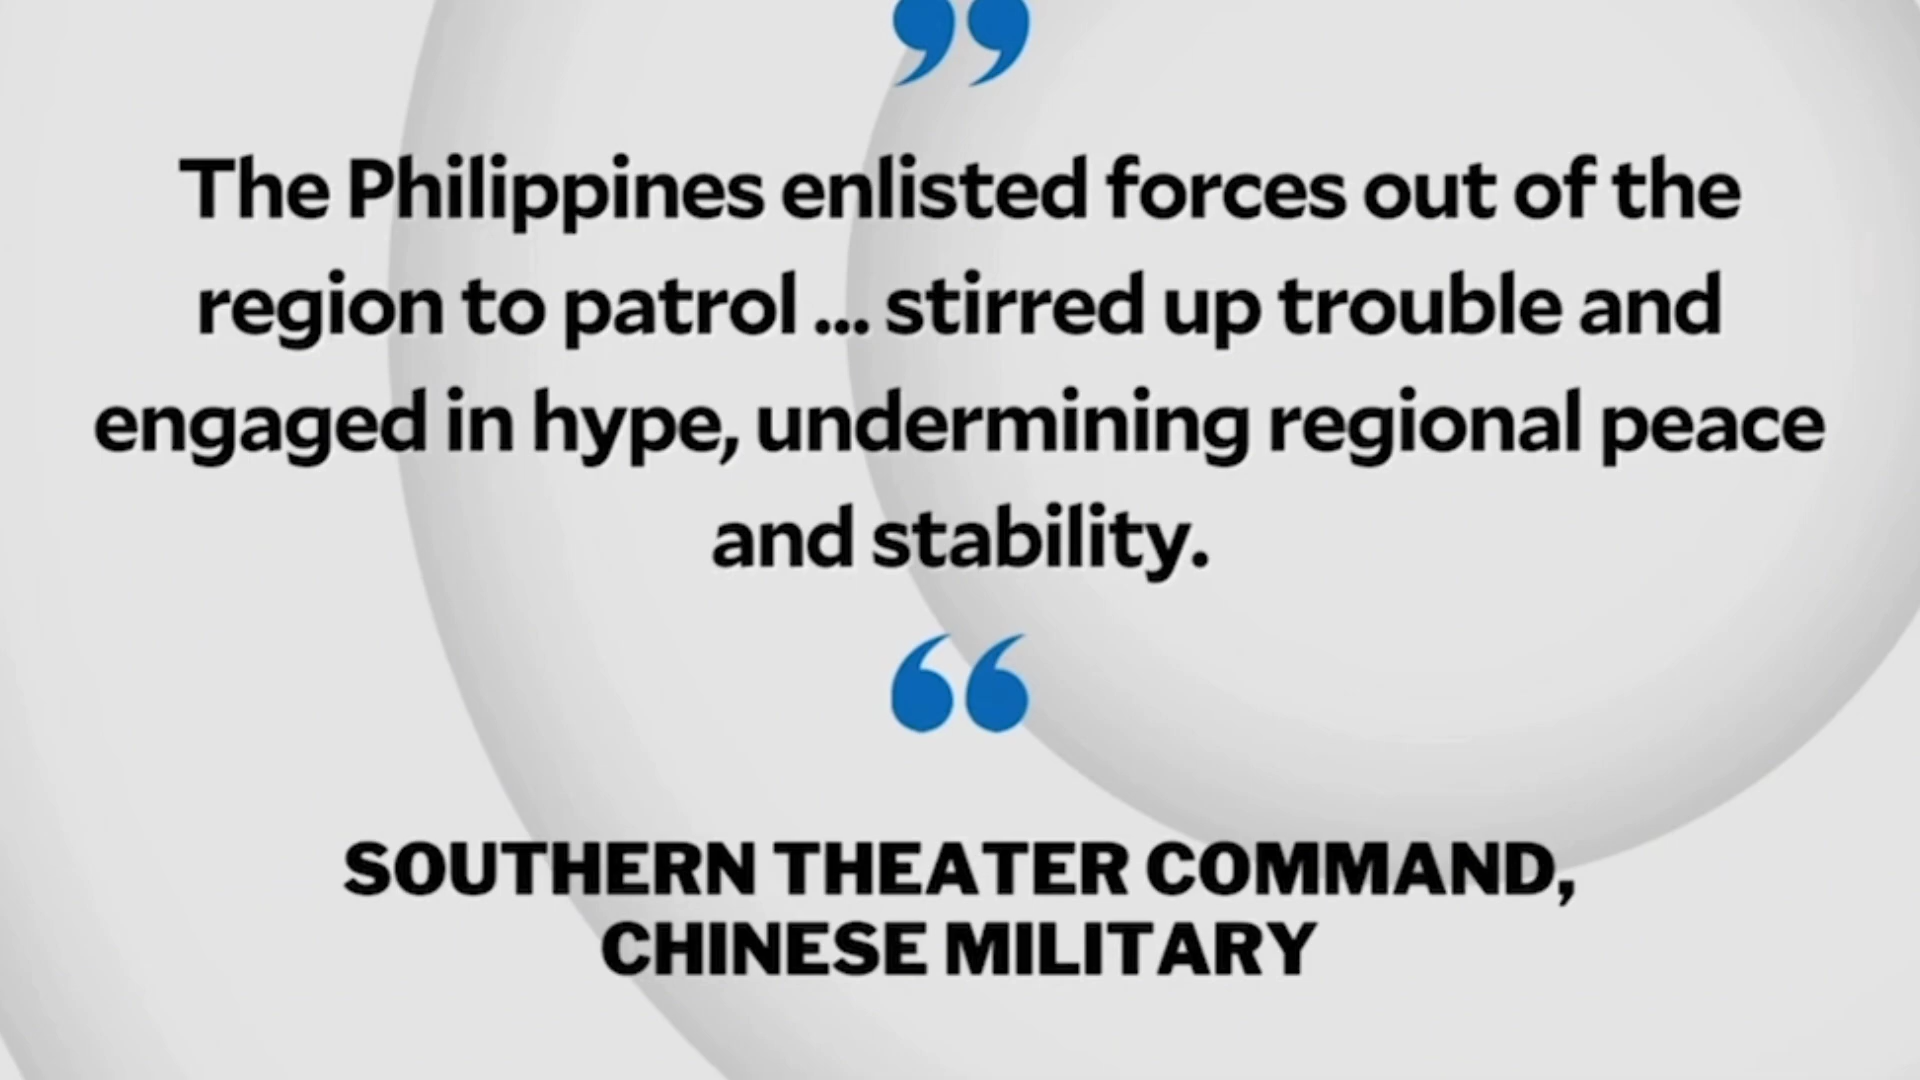 ”
The Philippines enlisted forces out of the
region to patrol ... stirred up trouble and
engaged in hype, undermining regional peace
and stability.
“
SOUTHERN THEATER COMMAND,
CHINESE MILITARY